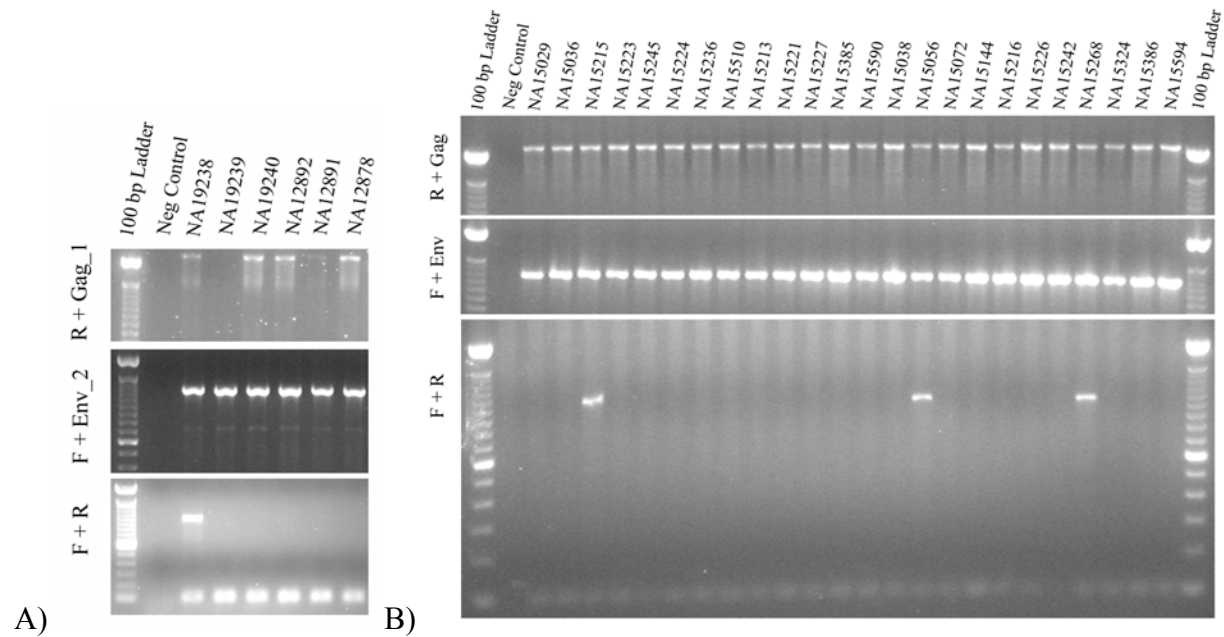 100 bp Ladder
Neg Control
NA19238
NA19239
NA19240
NA12892
NA12891
NA12878
R + Gag_1
F + Env_2
F + R
A)
100 bp Ladder
Neg Control
NA15029
NA15036
NA15215
NA15223
NA15245
NA15224
NA15236
NA15510
NA15213
NA15221
NA15227
NA15385
NA15590
NA15038
NA15056
NA15072
NA15144
NA15216
NA15226
NA15242
NA15268
NA15324
NA15386
NA15594
100 bp Ladder
R + Gag
F + Env
F + R
B)